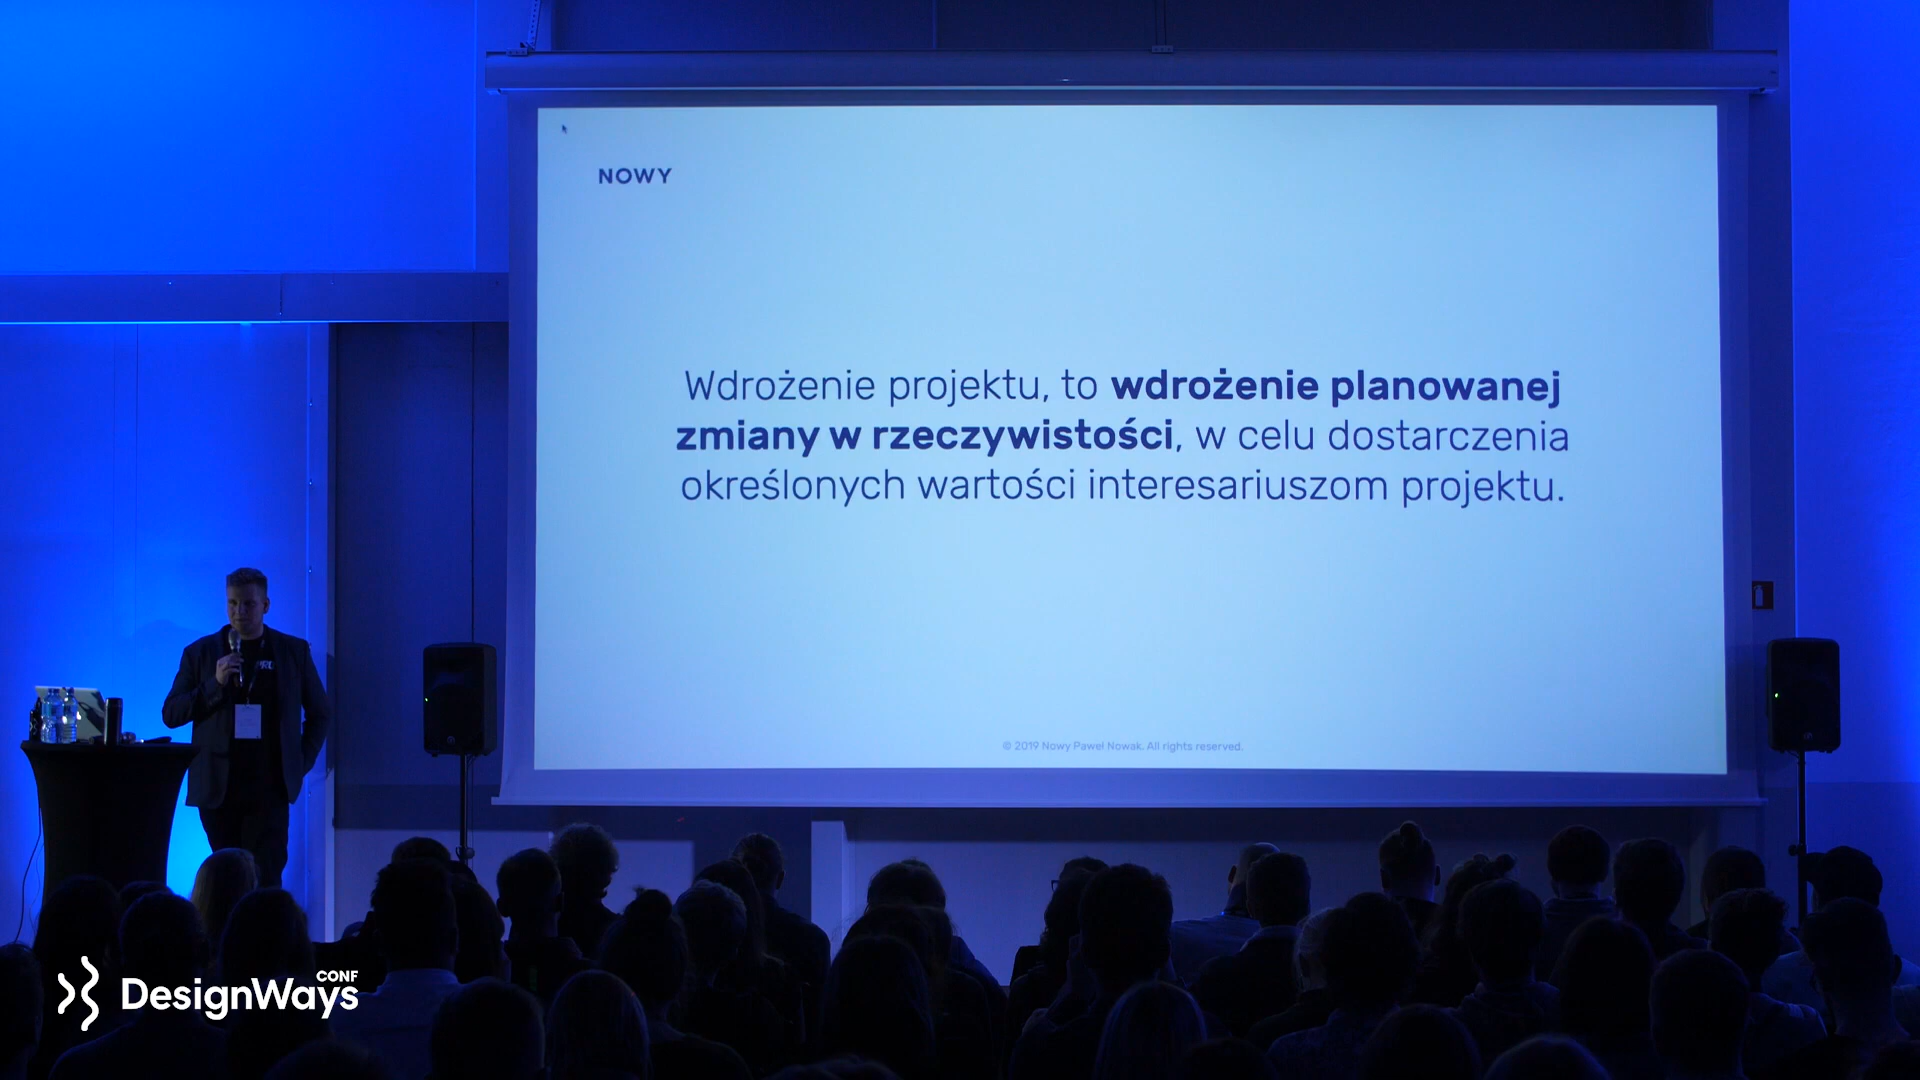 NOWY
Wdrożenie projektu, to wdrożenie planowanej
zmiany w rzeczywistości, w celu dostarczenia
określonych wartości interesariuszom projektu.
© 2019 Nowy Paweł Nowak. All rights reserved.
DesignWays CONF